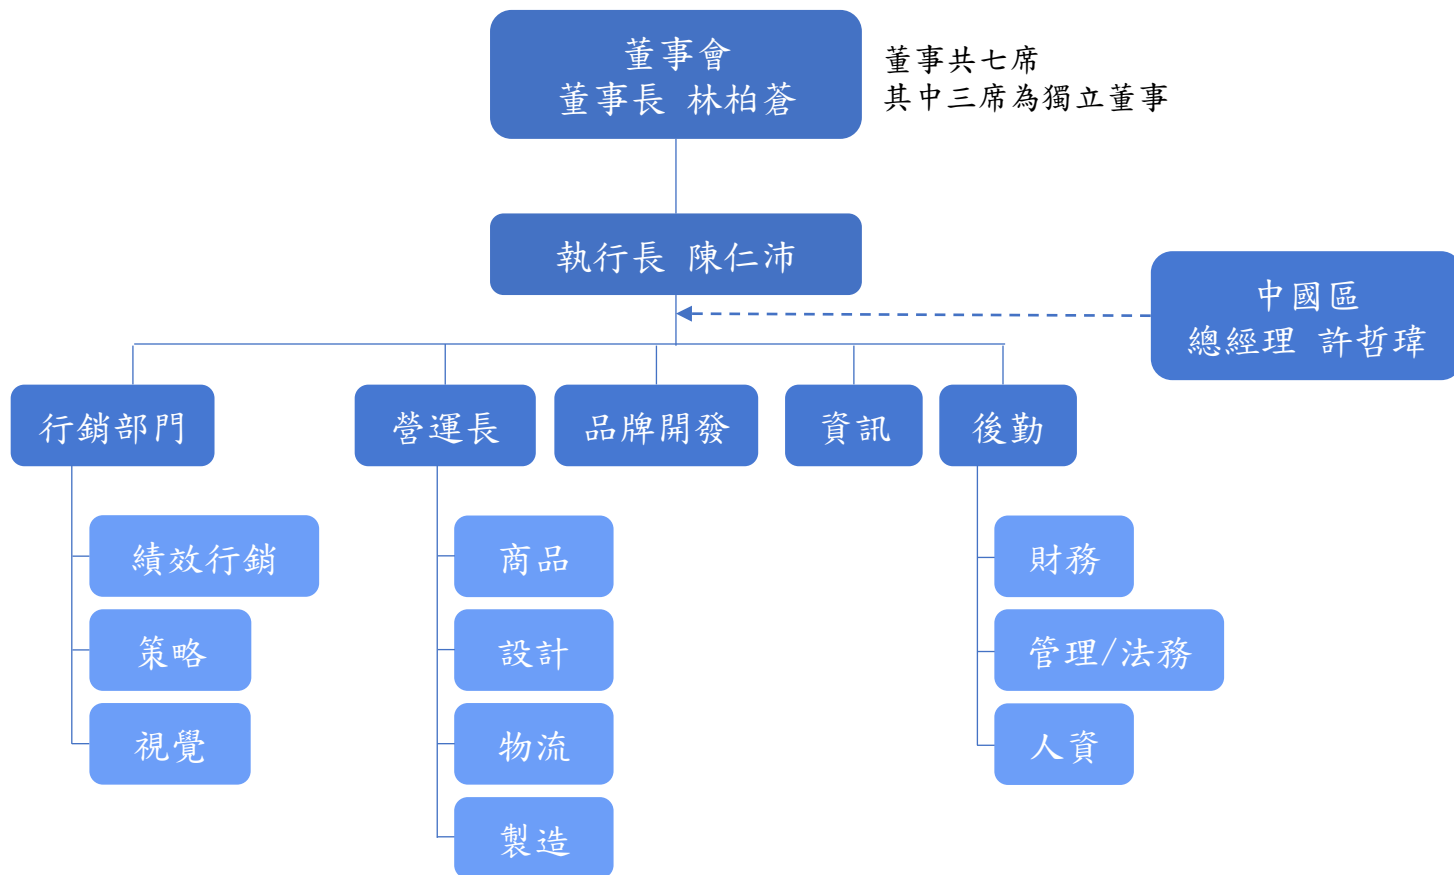 董事會
董事長 林柏蒼
董事共七席
其中三席為獨立董事
執行長 陳仁沛
中國區
總經理 許哲瑋
行銷部門
營運長
品牌開發
資訊
後勤
績效行銷
策略
視覺
商品
設計
物流
製造
財務
管理/法務
人資